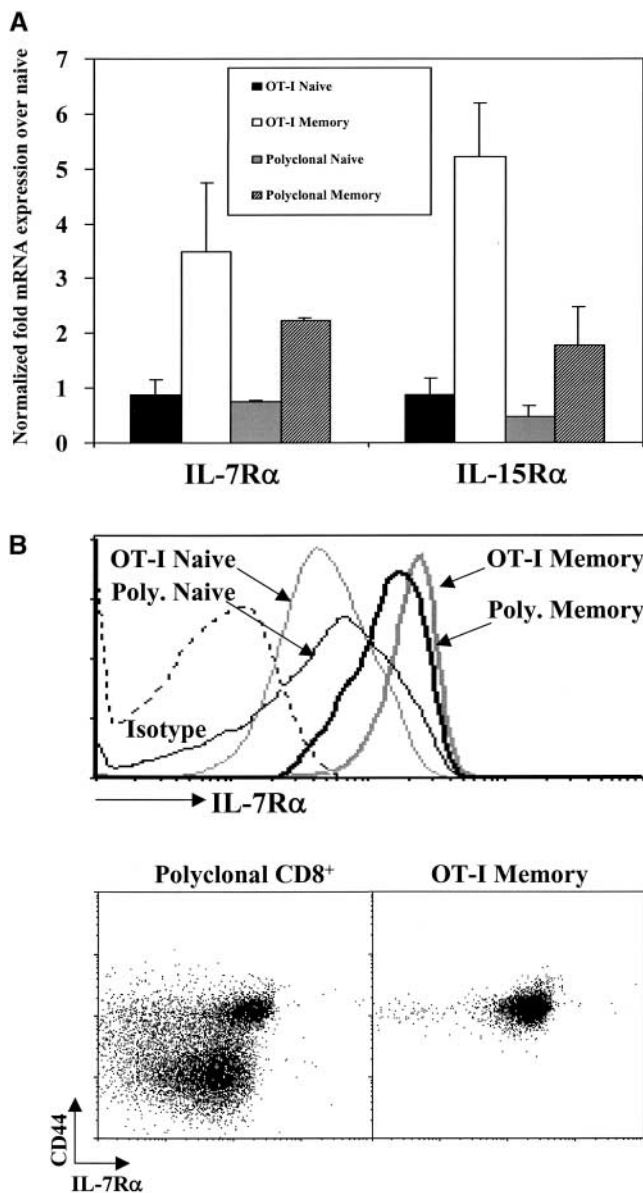 A
Normalized fold mRNA expression over naive
7
6
5
4
3
2
1
0
OT-I Naive
OT-I Memory
Polyclonal Naive
Polyclonal Memory
IL-7Rα
IL-15Rα
B
OT-I Naive
Poly. Naive
OT-I Memory
Poly. Memory
Isotype
IL-7Rα
Polyclonal CD8⁺
OT-I Memory
CD44
IL-7Rα